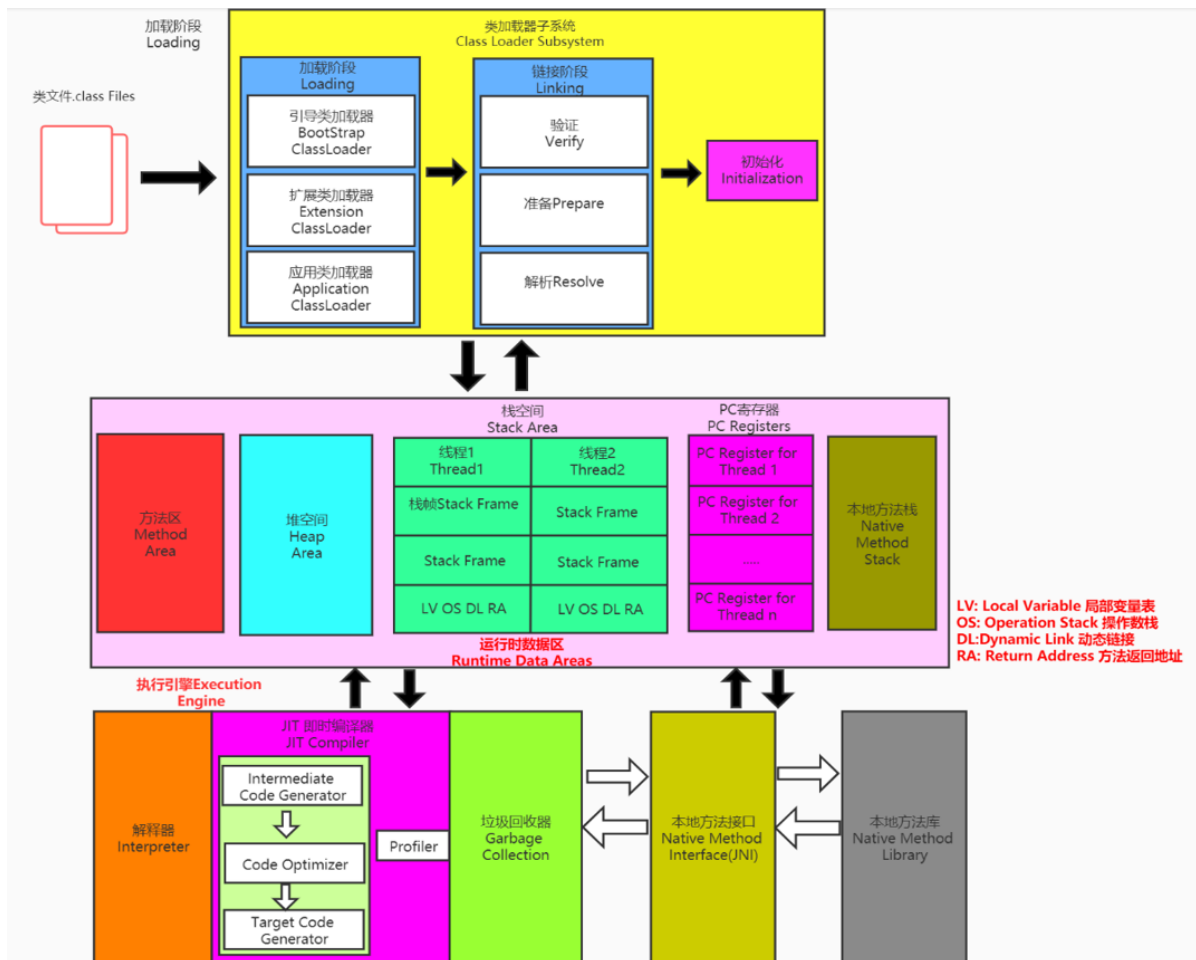 加载阶段
Loading
类加载器子系统
Class Loader Subsystem
类文件.class Files
加载阶段
Loading
引导类加载器
BootStrap
ClassLoader
扩展类加载器
Extension
ClassLoader
应用类加载器
Application
ClassLoader
链接阶段
Linking
验证
Verify
准备Prepare
解析Resolve
初始化
Initialization
方法区
Method
Area
堆空间
Heap
Area
栈空间
Stack Area
线程1
Thread1
线程2
Thread2
栈帧Stack Frame
Stack Frame
Stack Frame
Stack Frame
LV OS DL RA
LV OS DL RA
PC寄存器
PC Registers
PC Register for
Thread 1
PC Register for
Thread 2
.....
PC Register for
Thread n
本地方法栈
Native
Method
Stack
运行时数据区
Runtime Data Areas
LV: Local Variable 局部变量表
OS: Operation Stack 操作数栈
DL:Dynamic Link 动态链接
RA: Return Address 方法返回地址
执行引擎Execution
Engine
解释器
Interpreter
JIT 即时编译器
JIT Compiler
Intermediate
Code Generator
Code Optimizer
Target Code
Generator
Profiler
垃圾回收器
Garbage
Collection
本地方法接口
Native Method
Interface(JNI)
本地方法库
Native Method
Library